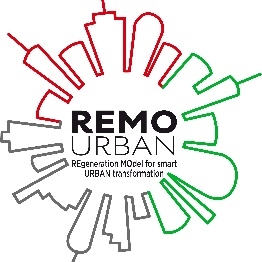 REMO
URBAN
REgeneration MOdel for smart
URBAN transformation